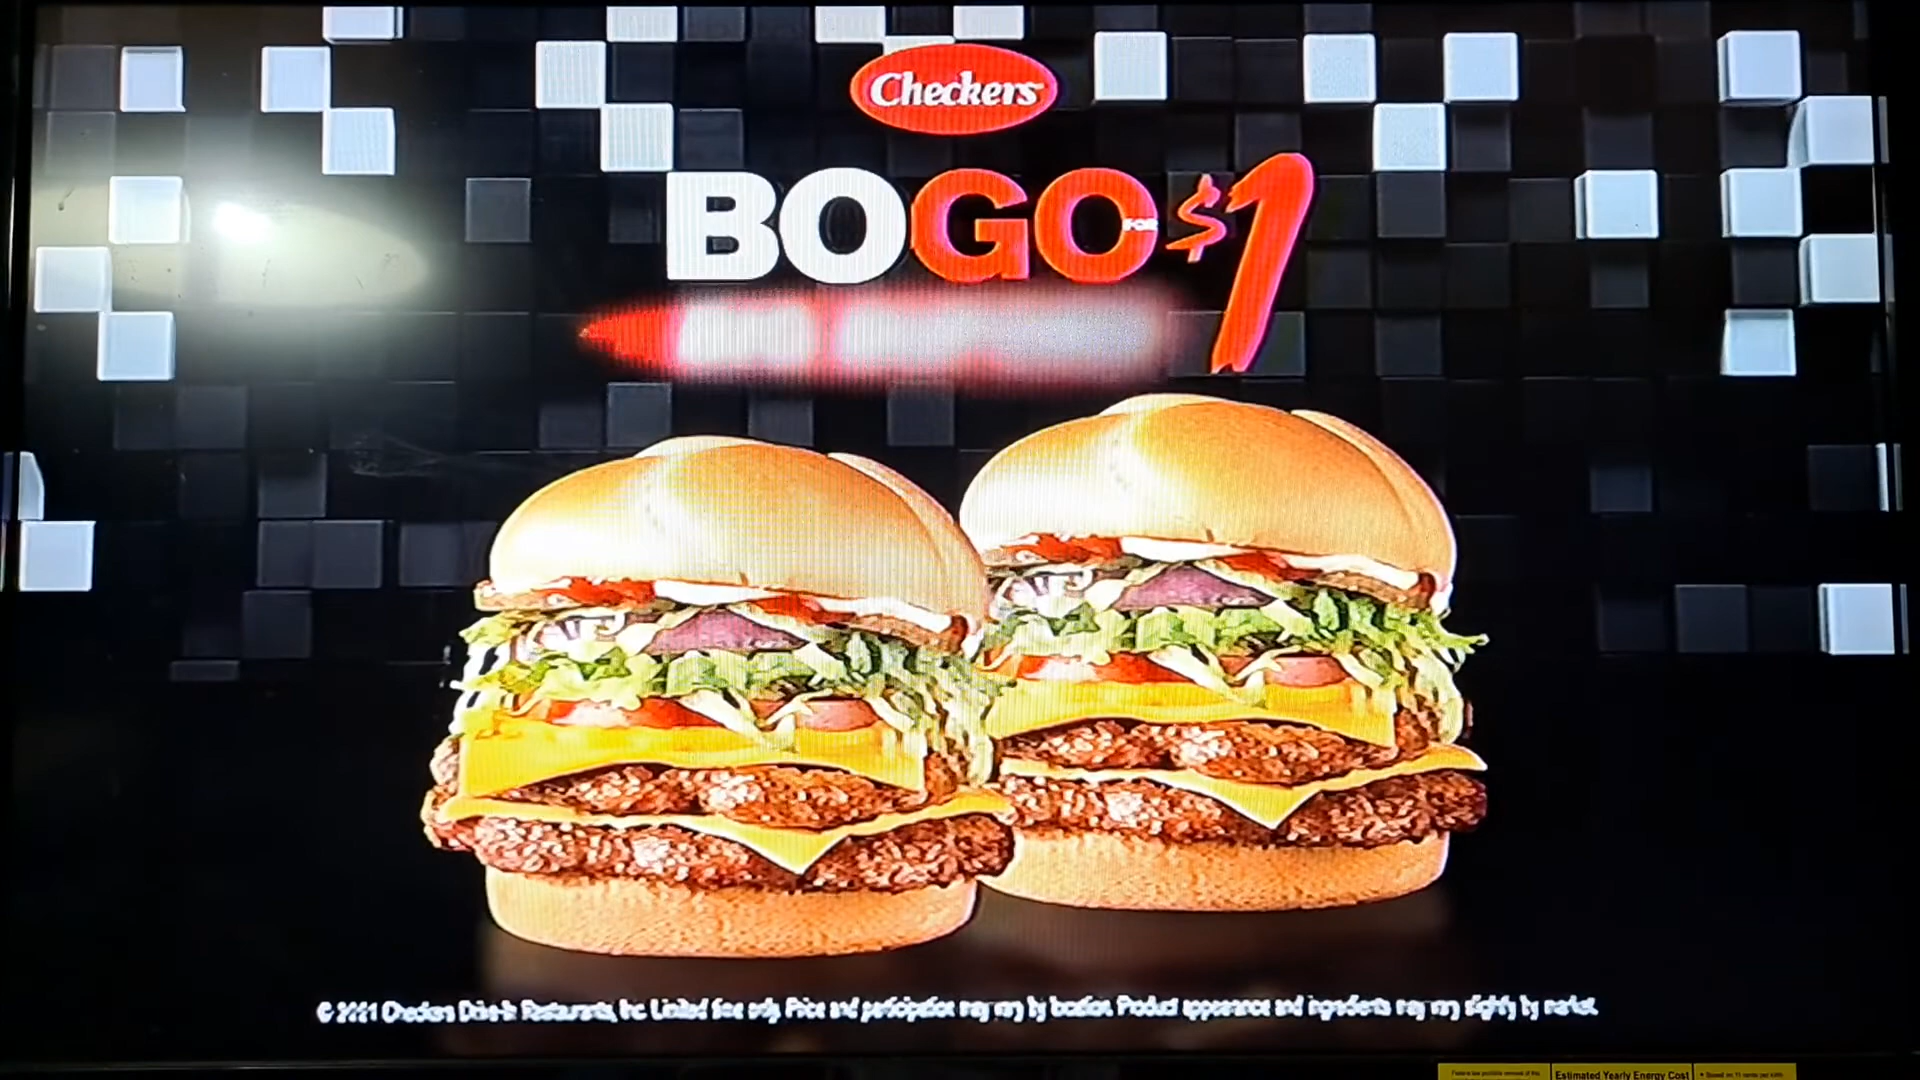 Checkers
BOGO FOR $1
© 2021 Checkers Drive-In Restaurants, Inc. Limited time only. Price and participation may vary by location. Product appearance and ingredients may vary slightly by market.
Estimated Yearly Energy Cost